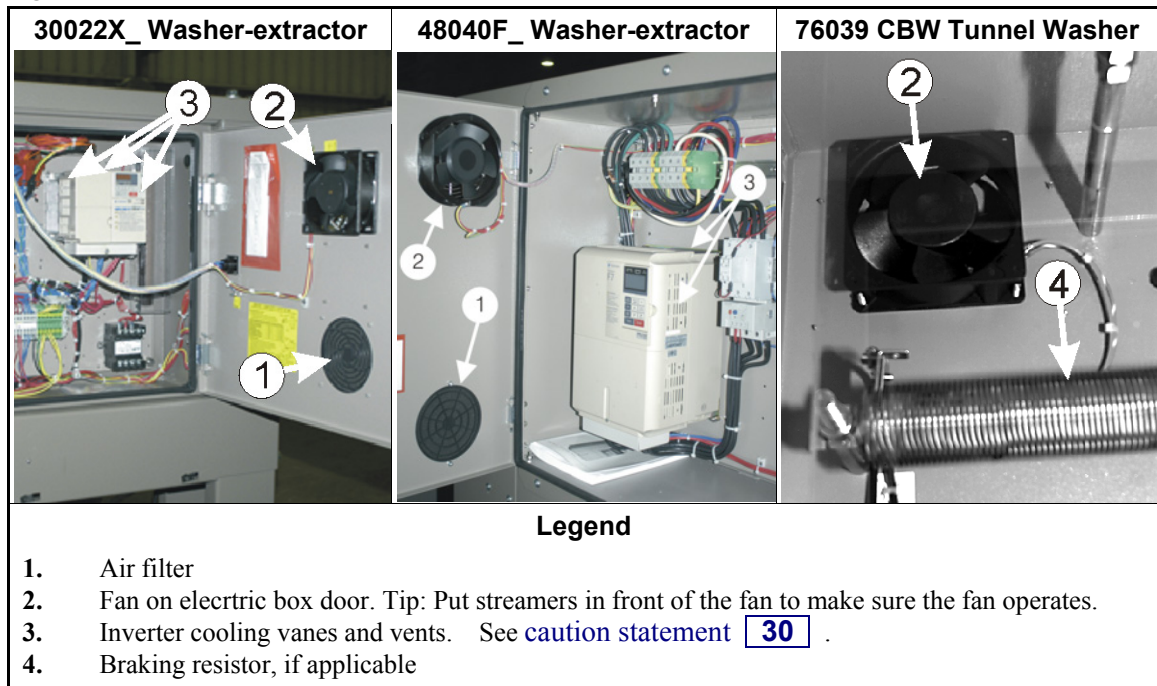 30022X_ Washer-extractor
48040F_ Washer-extractor
76039 CBW Tunnel Washer
3
2
1
2
1
3
2
4
Legend
1. Air filter
2. Fan on elecrtric box door. Tip: Put streamers in front of the fan to make sure the fan operates.
3. Inverter cooling vanes and vents. See caution statement 30 .
4. Braking resistor, if applicable